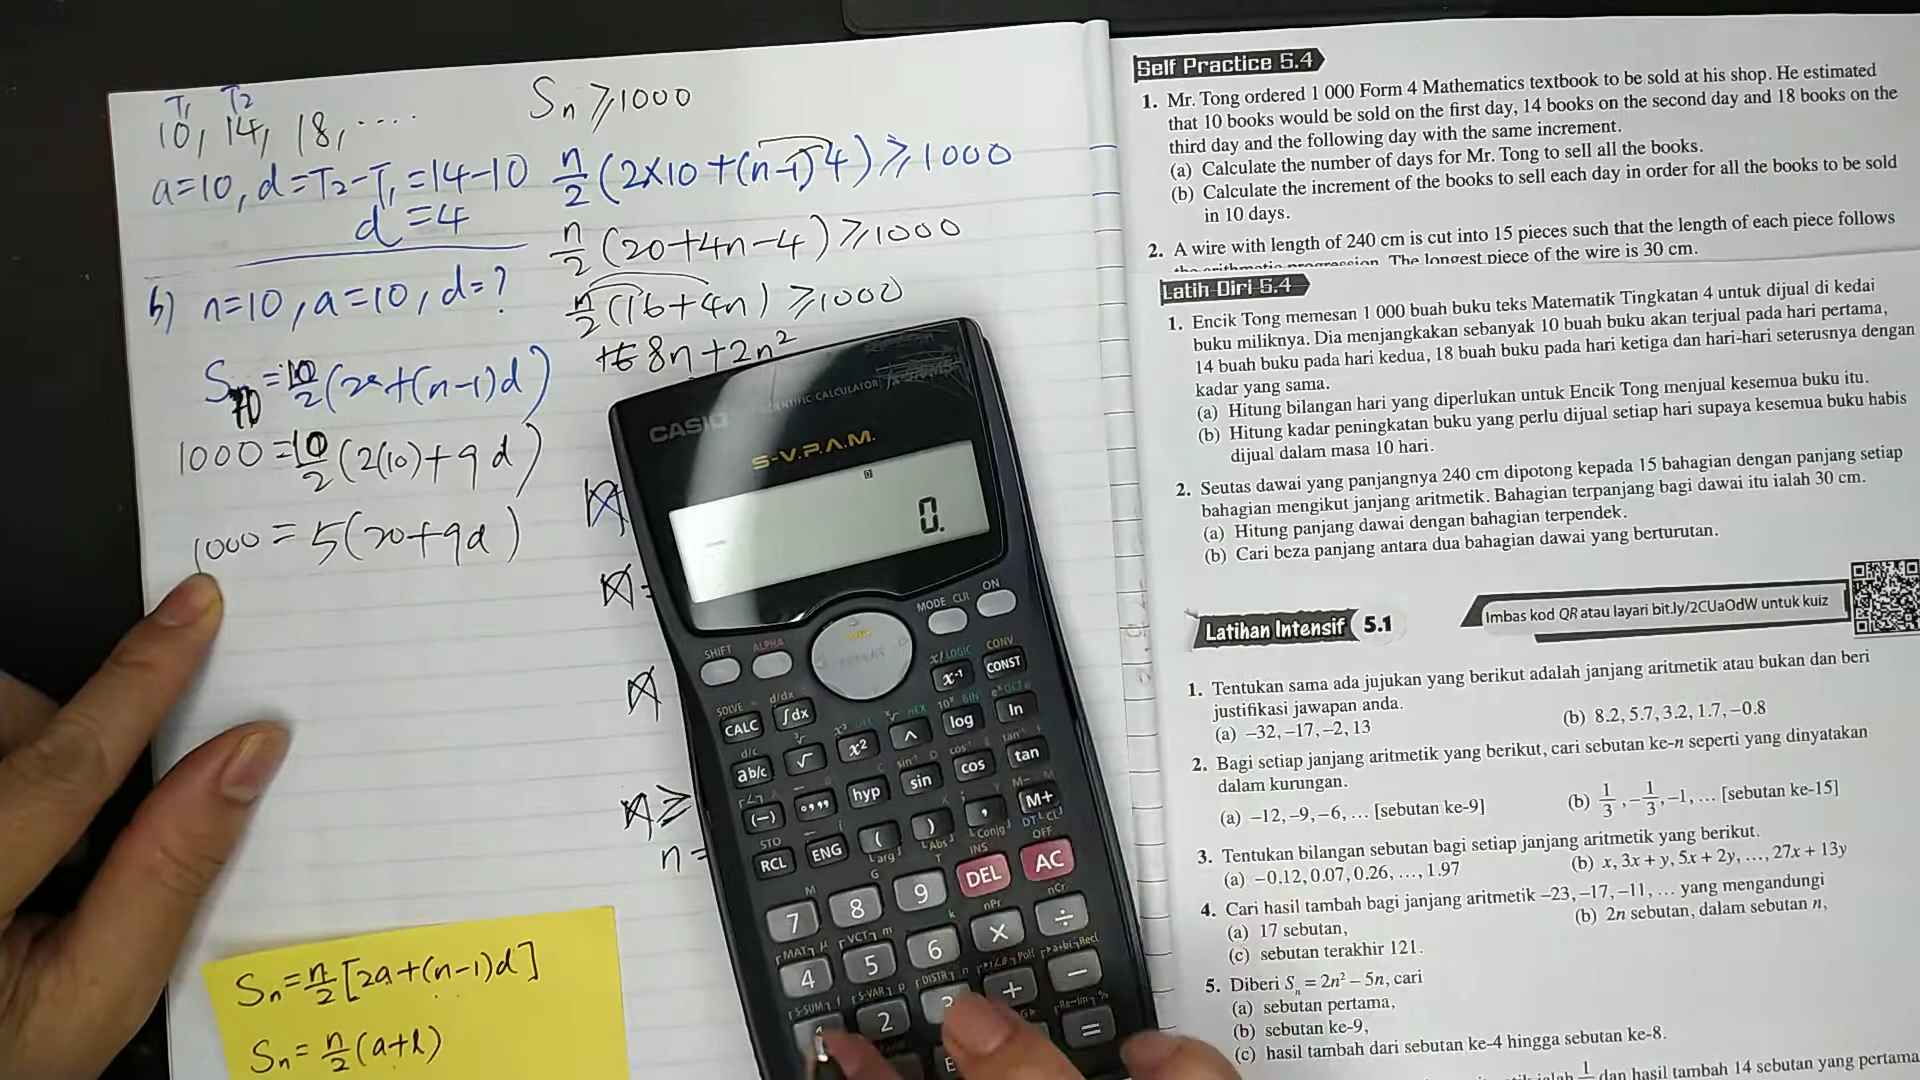 T₁ T₂
10, 14, 18, ....
a=10, d=T₂-T₁=14-10
d=4
b) n=10, a=10, d=?
S10 = 10/2 (2a+(n-1)d)
1000 = 10/2 (2(10)+9d)
1000 = 5(20+9d)
Sn ⩾ 1000
n/2 (2×10+(n-1)4) ⩾ 1000
n/2 (20+4n-4) ⩾ 1000
n/2 (16+4n) ⩾ 1000
8n+2n²
n ⩾
n=
Sn = n/2 [2a+(n-1)d]
Sn = n/2 (a+l)
CASIO
SCIENTIFIC CALCULATOR
S-V.P.A.M.
D
0.
SHIFT ALPHA MODE CLR ON
x! LOGIC CONV
x⁻¹ CONST
SOLVE d/dx
CALC ∫dx
log ln
d/c
ab/c √ x² ^ log ln
(–) °,,, hyp sin cos tan
STO
RCL ENG ( ) , M+
INS OFF
7 8 9 DEL AC
4 5 6 × ÷
2 + −
=
Self Practice 5.4
1. Mr. Tong ordered 1 000 Form 4 Mathematics textbook to be sold at his shop. He estimated
that 10 books would be sold on the first day, 14 books on the second day and 18 books on the
third day and the following day with the same increment.
(a) Calculate the number of days for Mr. Tong to sell all the books.
(b) Calculate the increment of the books to sell each day in order for all the books to be sold
in 10 days.
2. A wire with length of 240 cm is cut into 15 pieces such that the length of each piece follows
the arithmetic progression. The longest piece of the wire is 30 cm.
Latih Diri 5.4
1. Encik Tong memesan 1 000 buah buku teks Matematik Tingkatan 4 untuk dijual di kedai
buku miliknya. Dia menjangkakan sebanyak 10 buah buku akan terjual pada hari pertama,
14 buah buku pada hari kedua, 18 buah buku pada hari ketiga dan hari-hari seterusnya dengan
kadar yang sama.
(a) Hitung bilangan hari yang diperlukan untuk Encik Tong menjual kesemua buku itu.
(b) Hitung kadar peningkatan buku yang perlu dijual setiap hari supaya kesemua buku habis
dijual dalam masa 10 hari.
2. Seutas dawai yang panjangnya 240 cm dipotong kepada 15 bahagian dengan panjang setiap
bahagian mengikut janjang aritmetik. Bahagian terpanjang bagi dawai itu ialah 30 cm.
(a) Hitung panjang dawai dengan bahagian terpendek.
(b) Cari beza panjang antara dua bahagian dawai yang berturutan.
Latihan Intensif 5.1
Imbas kod QR atau layari bit.ly/2CUaOdW untuk kuiz
1. Tentukan sama ada jujukan yang berikut adalah janjang aritmetik atau bukan dan beri
justifikasi jawapan anda.
(a) –32, –17, –2, 13 (b) 8.2, 5.7, 3.2, 1.7, –0.8
2. Bagi setiap janjang aritmetik yang berikut, cari sebutan ke-n seperti yang dinyatakan
dalam kurungan.
(a) –12, –9, –6, … [sebutan ke-9] (b) 1/3, –1/3, –1, … [sebutan ke-15]
3. Tentukan bilangan sebutan bagi setiap janjang aritmetik yang berikut.
(a) –0.12, 0.07, 0.26, …, 1.97 (b) x, 3x + y, 5x + 2y, …, 27x + 13y
4. Cari hasil tambah bagi janjang aritmetik –23, –17, –11, … yang mengandungi
(a) 17 sebutan, (b) 2n sebutan, dalam sebutan n,
(c) sebutan terakhir 121.
5. Diberi Sn = 2n² – 5n, cari
(a) sebutan pertama,
(b) sebutan ke-9,
(c) hasil tambah dari sebutan ke-4 hingga sebutan ke-8.
ialah 1 dan hasil tambah 14 sebutan yang pertama